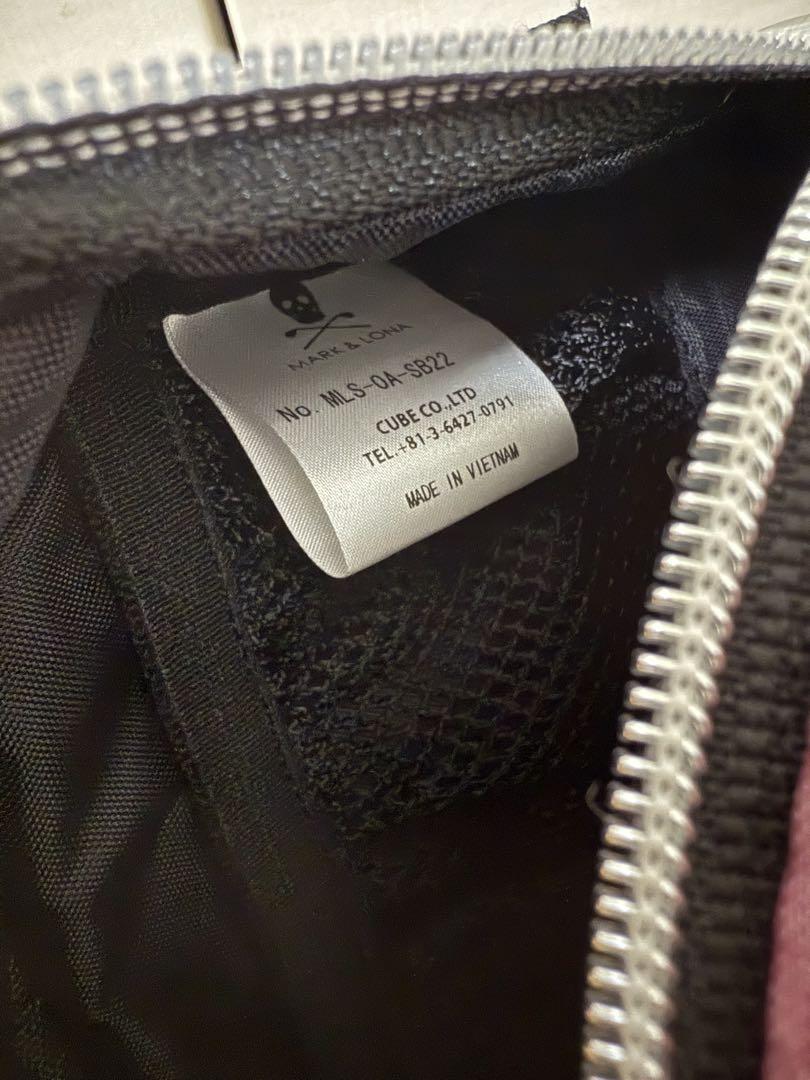 MARK & LONA
No. MLS-0A-SB22
CUBE CO.,LTD
TEL.+81-3-6427-0791
MADE IN VIETNAM